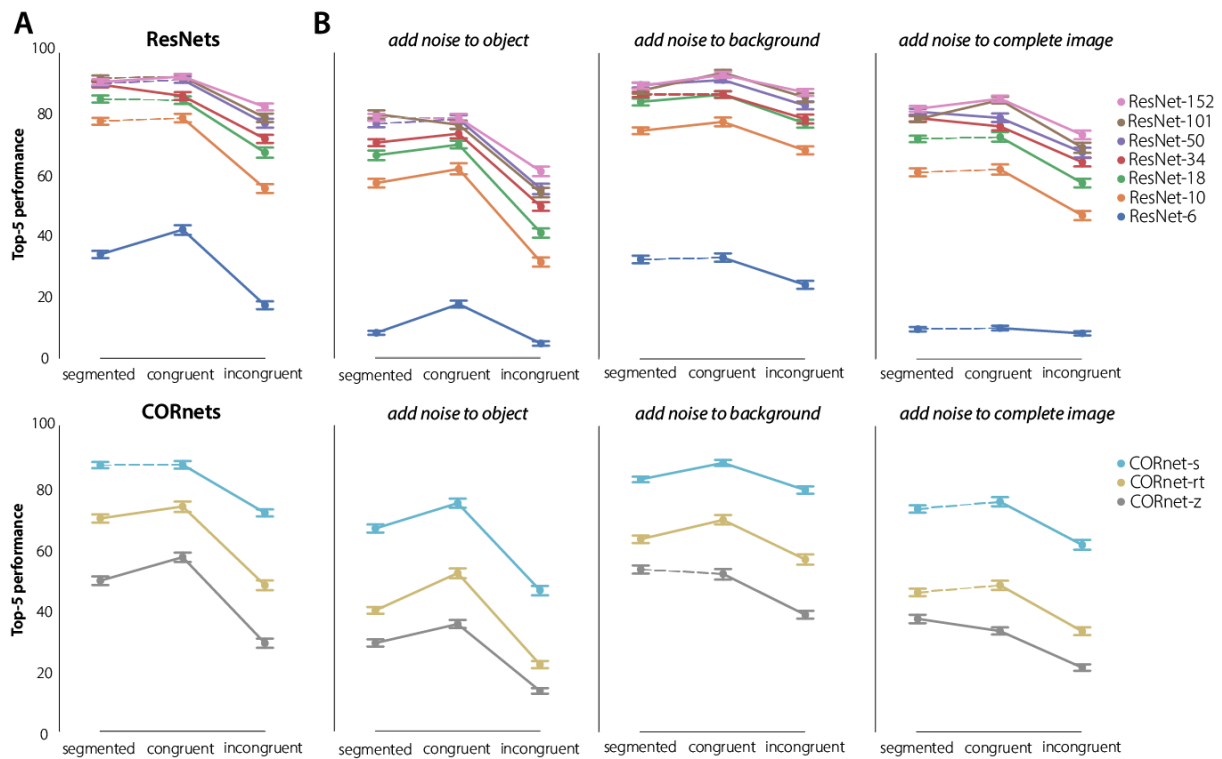 A
B
ResNets
add noise to object
add noise to background
add noise to complete image
100
80
60
40
20
0
Top-5 performance
segmented congruent incongruent
segmented congruent incongruent
segmented congruent incongruent
segmented congruent incongruent
ResNet-152
ResNet-101
ResNet-50
ResNet-34
ResNet-18
ResNet-10
ResNet-6
CORnets
add noise to object
add noise to background
add noise to complete image
100
80
60
40
20
0
Top-5 performance
segmented congruent incongruent
segmented congruent incongruent
segmented congruent incongruent
segmented congruent incongruent
CORnet-s
CORnet-rt
CORnet-z